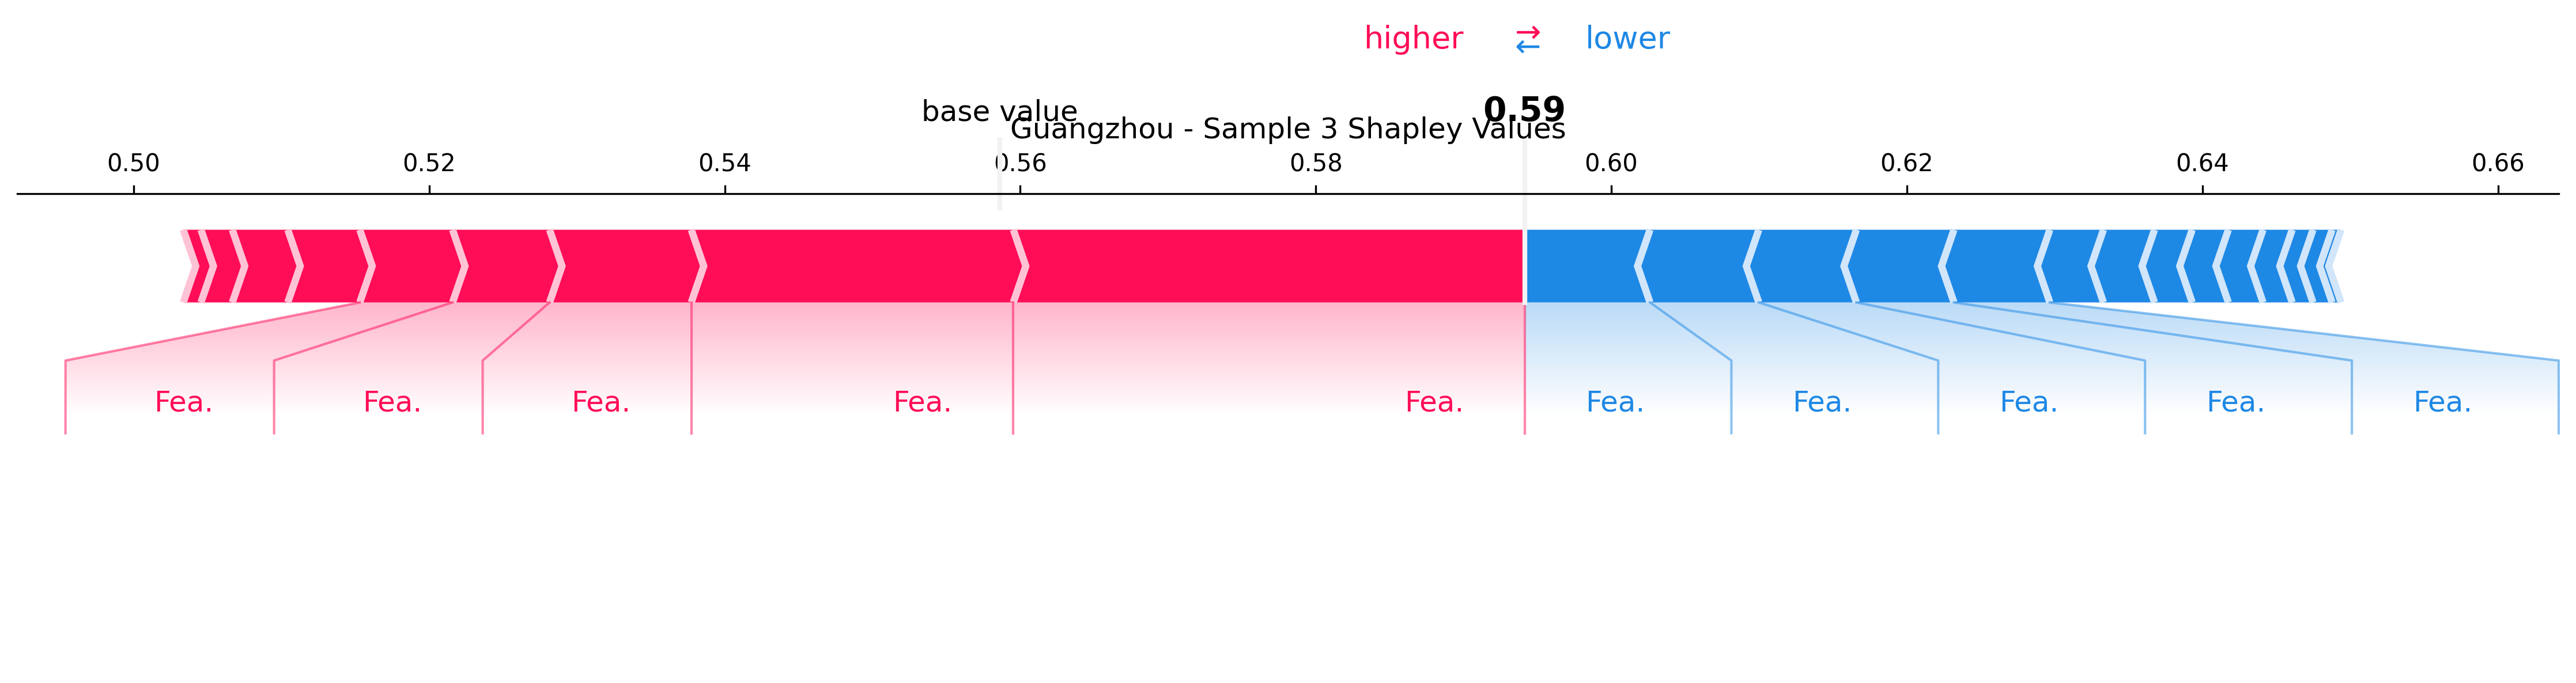 higher ⇄ lower
base value 0.59
Guangzhou - Sample 3 Shapley Values
0.50 0.52 0.54 0.56 0.58 0.60 0.62 0.64 0.66
Fea. Fea. Fea. Fea. Fea. Fea. Fea. Fea. Fea. Fea.